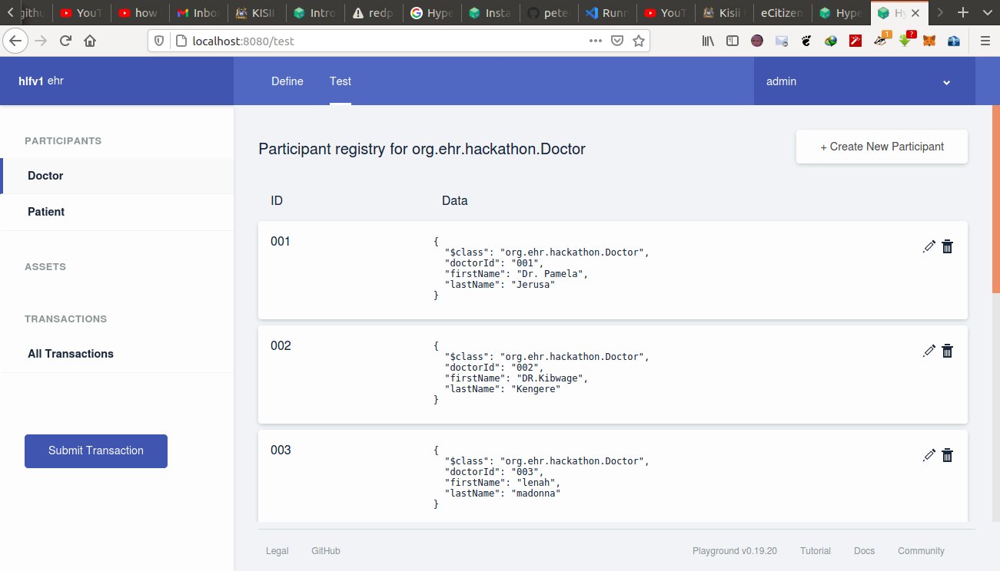 githu YouT how Inbo KISII Intro redp Hype Insta pete Runn YouT Kisii eCitizen Hype Hy
localhost:8080/test
1 ?
hlfv1 ehr Define Test admin
PARTICIPANTS
Doctor
Patient
ASSETS
TRANSACTIONS
All Transactions
Submit Transaction
Participant registry for org.ehr.hackathon.Doctor
+ Create New Participant
ID Data
001
{
"$class": "org.ehr.hackathon.Doctor",
"doctorId": "001",
"firstName": "Dr. Pamela",
"lastName": "Jerusa"
}
002
{
"$class": "org.ehr.hackathon.Doctor",
"doctorId": "002",
"firstName": "DR.Kibwage",
"lastName": "Kengere"
}
003
{
"$class": "org.ehr.hackathon.Doctor",
"doctorId": "003",
"firstName": "lenah",
"lastName": "madonna"
}
Legal GitHub Playground v0.19.20 Tutorial Docs Community